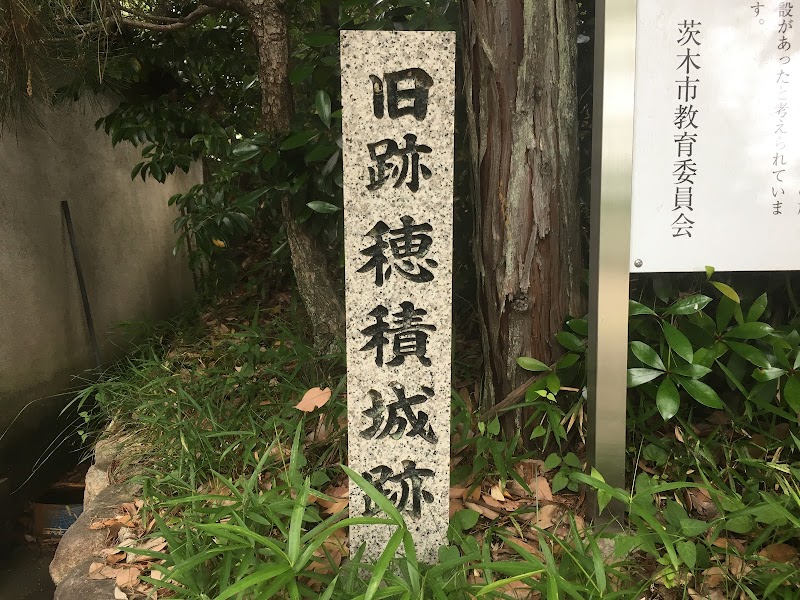 旧跡 穂積城跡
設があったと考えられていま
す。
茨木市教育委員会